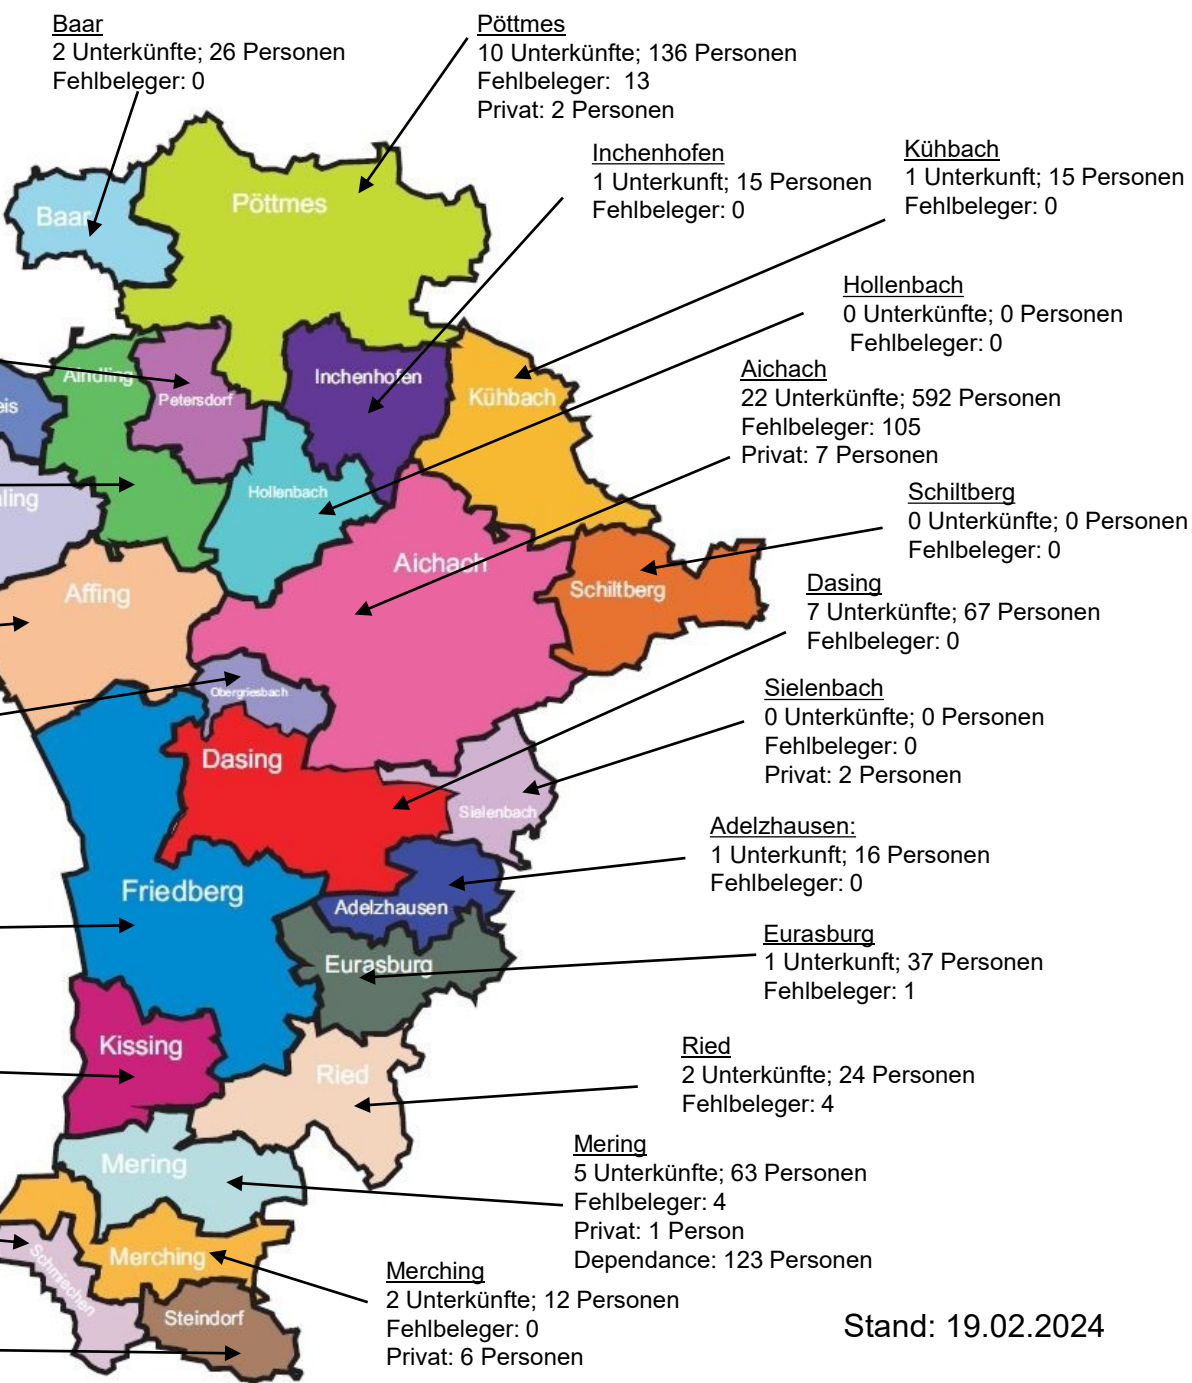 Baar
2 Unterkünfte; 26 Personen
Fehlbeleger: 0
Pöttmes
10 Unterkünfte; 136 Personen
Fehlbeleger:  13
Privat: 2 Personen
Inchenhofen
1 Unterkunft; 15 Personen
Fehlbeleger: 0
Kühbach
1 Unterkunft; 15 Personen
Fehlbeleger: 0
Hollenbach
0 Unterkünfte; 0 Personen
Fehlbeleger: 0
Aichach
22 Unterkünfte; 592 Personen
Fehlbeleger: 105
Privat: 7 Personen
Schiltberg
0 Unterkünfte; 0 Personen
Fehlbeleger: 0
Dasing
7 Unterkünfte; 67 Personen
Fehlbeleger: 0
Sielenbach
0 Unterkünfte; 0 Personen
Fehlbeleger: 0
Privat: 2 Personen
Adelzhausen:
1 Unterkunft; 16 Personen
Fehlbeleger: 0
Eurasburg
1 Unterkunft; 37 Personen
Fehlbeleger: 1
Ried
2 Unterkünfte; 24 Personen
Fehlbeleger: 4
Mering
5 Unterkünfte; 63 Personen
Fehlbeleger: 4
Privat: 1 Person
Dependance: 123 Personen
Merching
2 Unterkünfte; 12 Personen
Fehlbeleger: 0
Privat: 6 Personen
Stand: 19.02.2024
Baar
Pöttmes
Aindling
Petersdorf
Inchenhofen
Kühbach
eis
ling
Hollenbach
Aichach
Schiltberg
Affing
Obergriesbach
Dasing
Sielenbach
Friedberg
Adelzhausen
Eurasburg
Kissing
Ried
Mering
Merching
Schmiechen
Steindorf